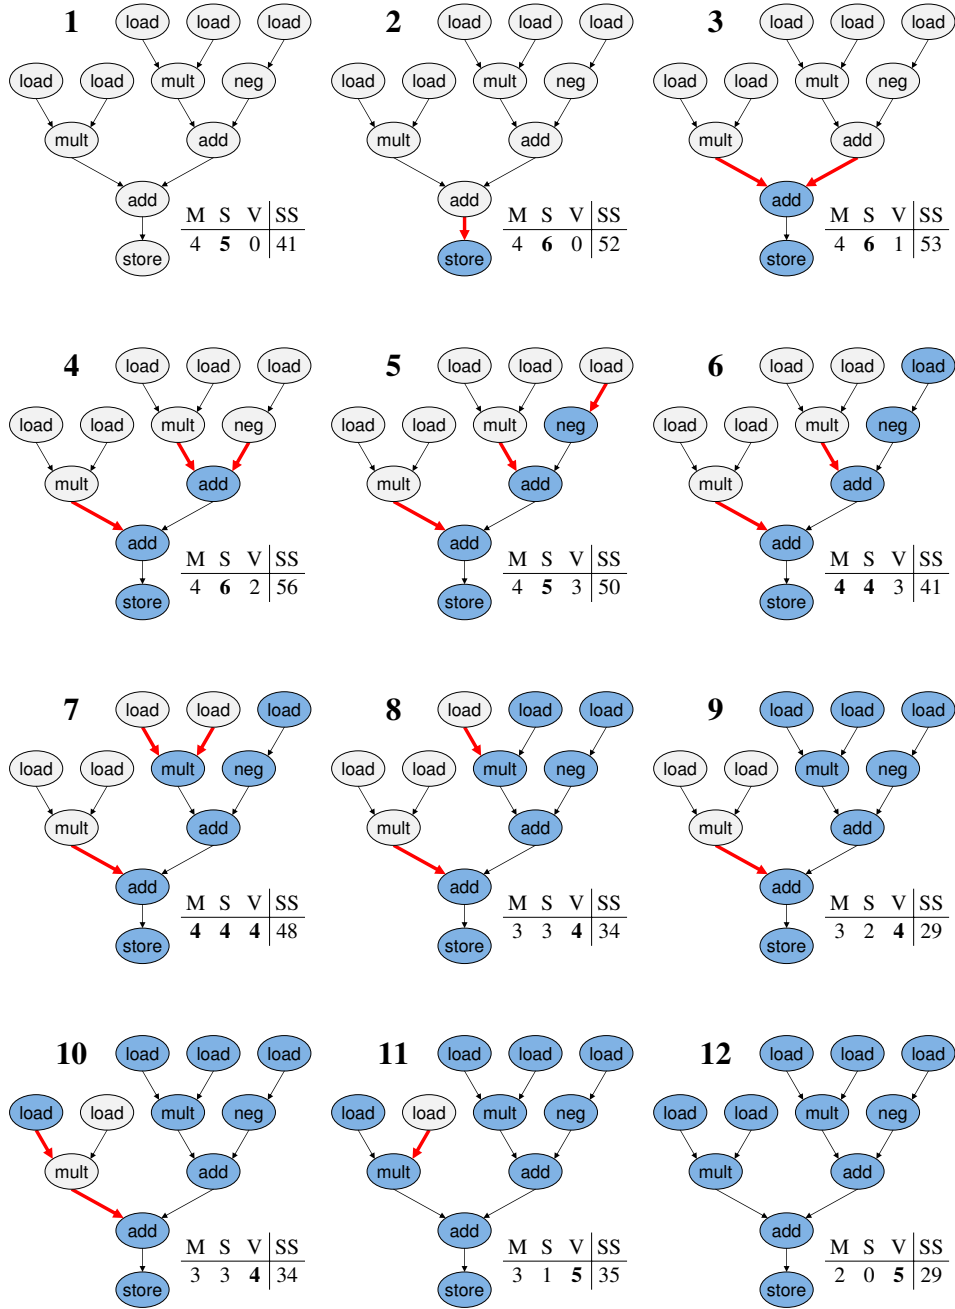 1 load load load
2 load load load
3 load load load
load load mult neg
load load mult neg
load load mult neg
mult add
mult add
mult add
add M S V SS
add M S V SS
add M S V SS
store 4 5 0 41
store 4 6 0 52
store 4 6 1 53
4 load load load
5 load load load
6 load load load
load load mult neg
load load mult neg
load load mult neg
mult add
mult add
mult add
add M S V SS
add M S V SS
add M S V SS
store 4 6 2 56
store 4 5 3 50
store 4 4 3 41
7 load load load
8 load load load
9 load load load
load load mult neg
load load mult neg
load load mult neg
mult add
mult add
mult add
add M S V SS
add M S V SS
add M S V SS
store 4 4 4 48
store 3 3 4 34
store 3 2 4 29
10 load load load
11 load load load
12 load load load
load load mult neg
load load mult neg
load load mult neg
mult add
mult add
mult add
add M S V SS
add M S V SS
add M S V SS
store 3 3 4 34
store 3 1 5 35
store 2 0 5 29